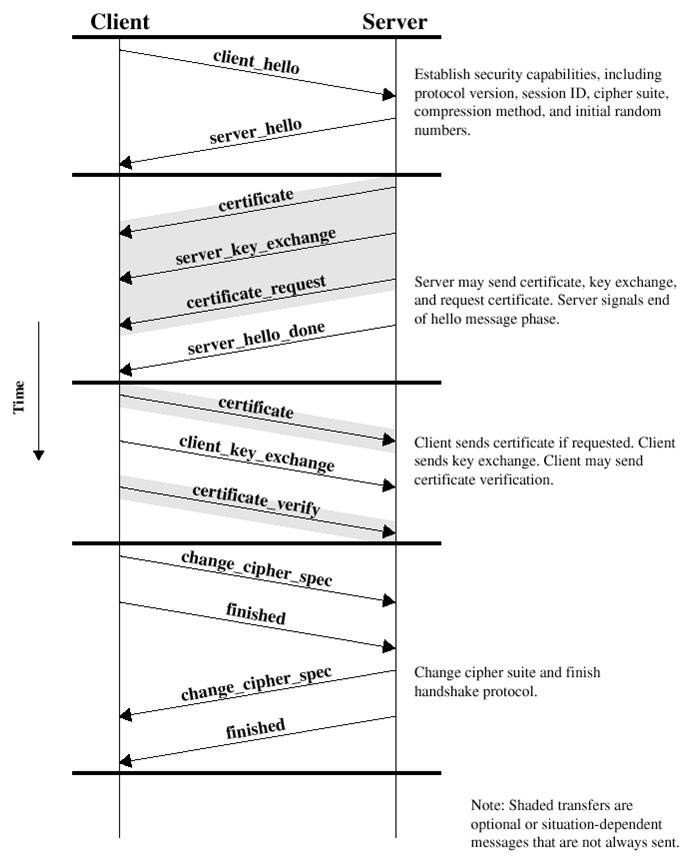 Client
Server
client_hello
Establish security capabilities, including
protocol version, session ID, cipher suite,
compression method, and initial random
numbers.
server_hello
certificate
server_key_exchange
certificate_request
Server may send certificate, key exchange,
and request certificate. Server signals end
of hello message phase.
server_hello_done
Time
certificate
client_key_exchange
Client sends certificate if requested. Client
sends key exchange. Client may send
certificate verification.
certificate_verify
change_cipher_spec
finished
change_cipher_spec
Change cipher suite and finish
handshake protocol.
finished
Note: Shaded transfers are
optional or situation-dependent
messages that are not always sent.